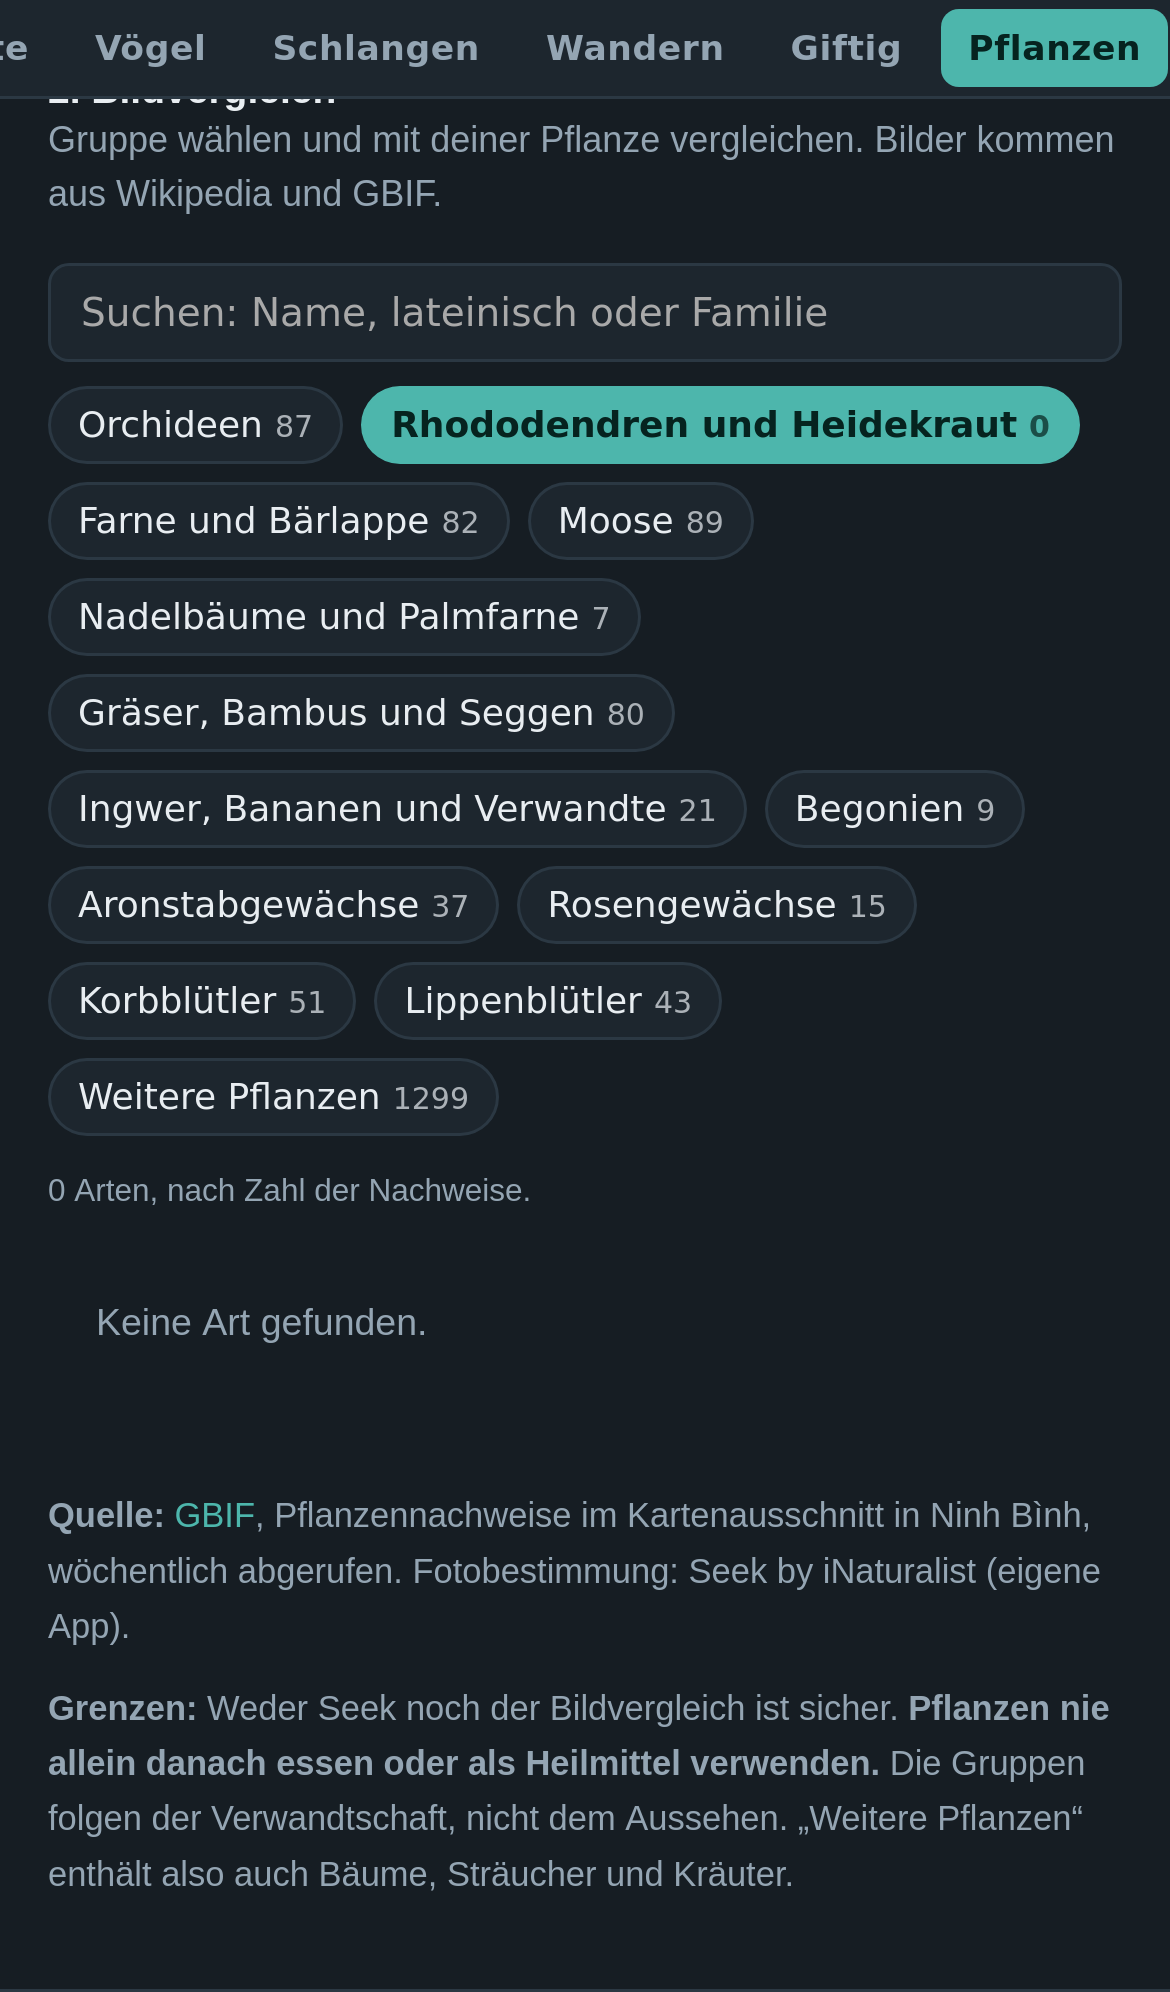 te Vögel Schlangen Wandern Giftig Pflanzen
2. Bildvergleich
Gruppe wählen und mit deiner Pflanze vergleichen. Bilder kommen
aus Wikipedia und GBIF.
Suchen: Name, lateinisch oder Familie
Orchideen 87 Rhododendren und Heidekraut 0
Farne und Bärlappe 82 Moose 89
Nadelbäume und Palmfarne 7
Gräser, Bambus und Seggen 80
Ingwer, Bananen und Verwandte 21 Begonien 9
Aronstabgewächse 37 Rosengewächse 15
Korbblütler 51 Lippenblütler 43
Weitere Pflanzen 1299
0 Arten, nach Zahl der Nachweise.
Keine Art gefunden.
Quelle: GBIF, Pflanzennachweise im Kartenausschnitt in Ninh Bình,
wöchentlich abgerufen. Fotobestimmung: Seek by iNaturalist (eigene
App).
Grenzen: Weder Seek noch der Bildvergleich ist sicher. Pflanzen nie
allein danach essen oder als Heilmittel verwenden. Die Gruppen
folgen der Verwandtschaft, nicht dem Aussehen. „Weitere Pflanzen“
enthält also auch Bäume, Sträucher und Kräuter.